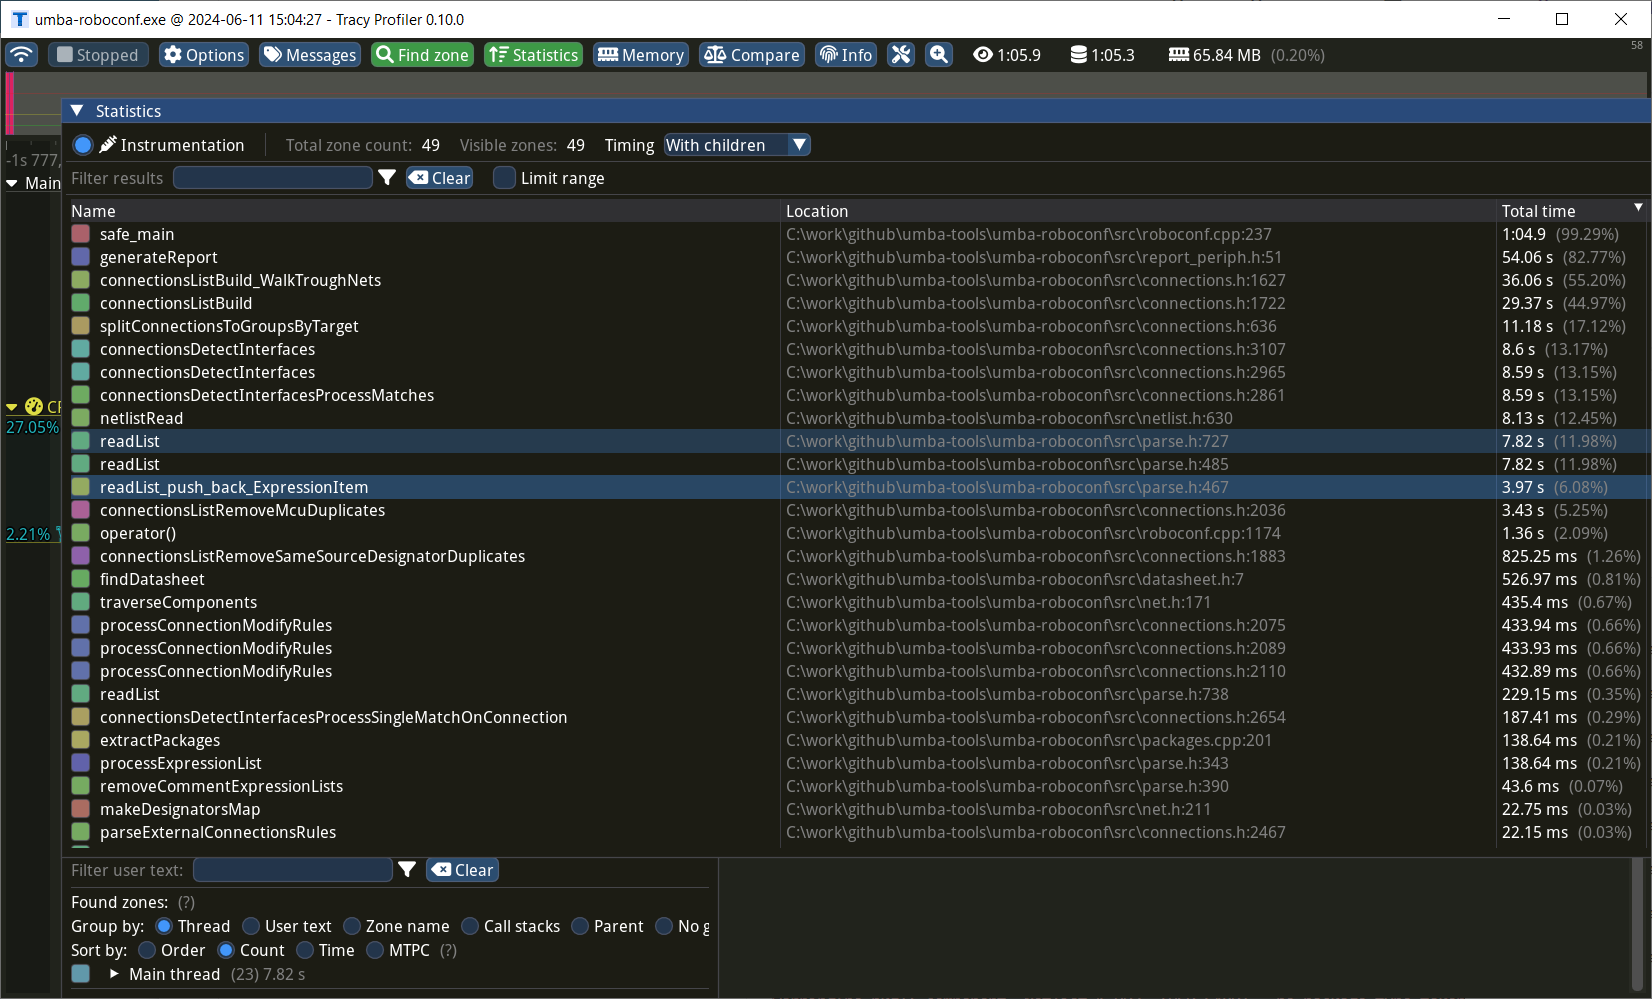 umba-roboconf.exe @ 2024-06-11 15:04:27 - Tracy Profiler 0.10.0
Stopped Options Messages Find zone Statistics Memory Compare Info 1:05.9 1:05.3 65.84 MB (0.20%) 58
Statistics
Instrumentation Total zone count: 49 Visible zones: 49 Timing With children
-1s 777,
Filter results Clear Limit range
Main
Name Location Total time
safe_main C:\work\github\umba-tools\umba-roboconf\src\roboconf.cpp:237 1:04.9 (99.29%)
generateReport C:\work\github\umba-tools\umba-roboconf\src\report_periph.h:51 54.06 s (82.77%)
connectionsListBuild_WalkTroughNets C:\work\github\umba-tools\umba-roboconf\src\connections.h:1627 36.06 s (55.20%)
connectionsListBuild C:\work\github\umba-tools\umba-roboconf\src\connections.h:1722 29.37 s (44.97%)
splitConnectionsToGroupsByTarget C:\work\github\umba-tools\umba-roboconf\src\connections.h:636 11.18 s (17.12%)
connectionsDetectInterfaces C:\work\github\umba-tools\umba-roboconf\src\connections.h:3107 8.6 s (13.17%)
connectionsDetectInterfaces C:\work\github\umba-tools\umba-roboconf\src\connections.h:2965 8.59 s (13.15%)
connectionsDetectInterfacesProcessMatches C:\work\github\umba-tools\umba-roboconf\src\connections.h:2861 8.59 s (13.15%)
netlistRead C:\work\github\umba-tools\umba-roboconf\src\netlist.h:630 8.13 s (12.45%)
27.05%
readList C:\work\github\umba-tools\umba-roboconf\src\parse.h:727 7.82 s (11.98%)
readList C:\work\github\umba-tools\umba-roboconf\src\parse.h:485 7.82 s (11.98%)
readList_push_back_ExpressionItem C:\work\github\umba-tools\umba-roboconf\src\parse.h:467 3.97 s (6.08%)
connectionsListRemoveMcuDuplicates C:\work\github\umba-tools\umba-roboconf\src\connections.h:2036 3.43 s (5.25%)
2.21%
operator() C:\work\github\umba-tools\umba-roboconf\src\roboconf.cpp:1174 1.36 s (2.09%)
connectionsListRemoveSameSourceDesignatorDuplicates C:\work\github\umba-tools\umba-roboconf\src\connections.h:1883 825.25 ms (1.26%)
findDatasheet C:\work\github\umba-tools\umba-roboconf\src\datasheet.h:7 526.97 ms (0.81%)
traverseComponents C:\work\github\umba-tools\umba-roboconf\src\net.h:171 435.4 ms (0.67%)
processConnectionModifyRules C:\work\github\umba-tools\umba-roboconf\src\connections.h:2075 433.94 ms (0.66%)
processConnectionModifyRules C:\work\github\umba-tools\umba-roboconf\src\connections.h:2089 433.93 ms (0.66%)
processConnectionModifyRules C:\work\github\umba-tools\umba-roboconf\src\connections.h:2110 432.89 ms (0.66%)
readList C:\work\github\umba-tools\umba-roboconf\src\parse.h:738 229.15 ms (0.35%)
connectionsDetectInterfacesProcessSingleMatchOnConnection C:\work\github\umba-tools\umba-roboconf\src\connections.h:2654 187.41 ms (0.29%)
extractPackages C:\work\github\umba-tools\umba-roboconf\src\packages.cpp:201 138.64 ms (0.21%)
processExpressionList C:\work\github\umba-tools\umba-roboconf\src\parse.h:343 138.64 ms (0.21%)
removeCommentExpressionLists C:\work\github\umba-tools\umba-roboconf\src\parse.h:390 43.6 ms (0.07%)
makeDesignatorsMap C:\work\github\umba-tools\umba-roboconf\src\net.h:211 22.75 ms (0.03%)
parseExternalConnectionsRules C:\work\github\umba-tools\umba-roboconf\src\connections.h:2467 22.15 ms (0.03%)
Filter user text: Clear
Found zones: (?)
Group by: Thread User text Zone name Call stacks Parent No g
Sort by: Order Count Time MTPC (?)
Main thread (23) 7.82 s